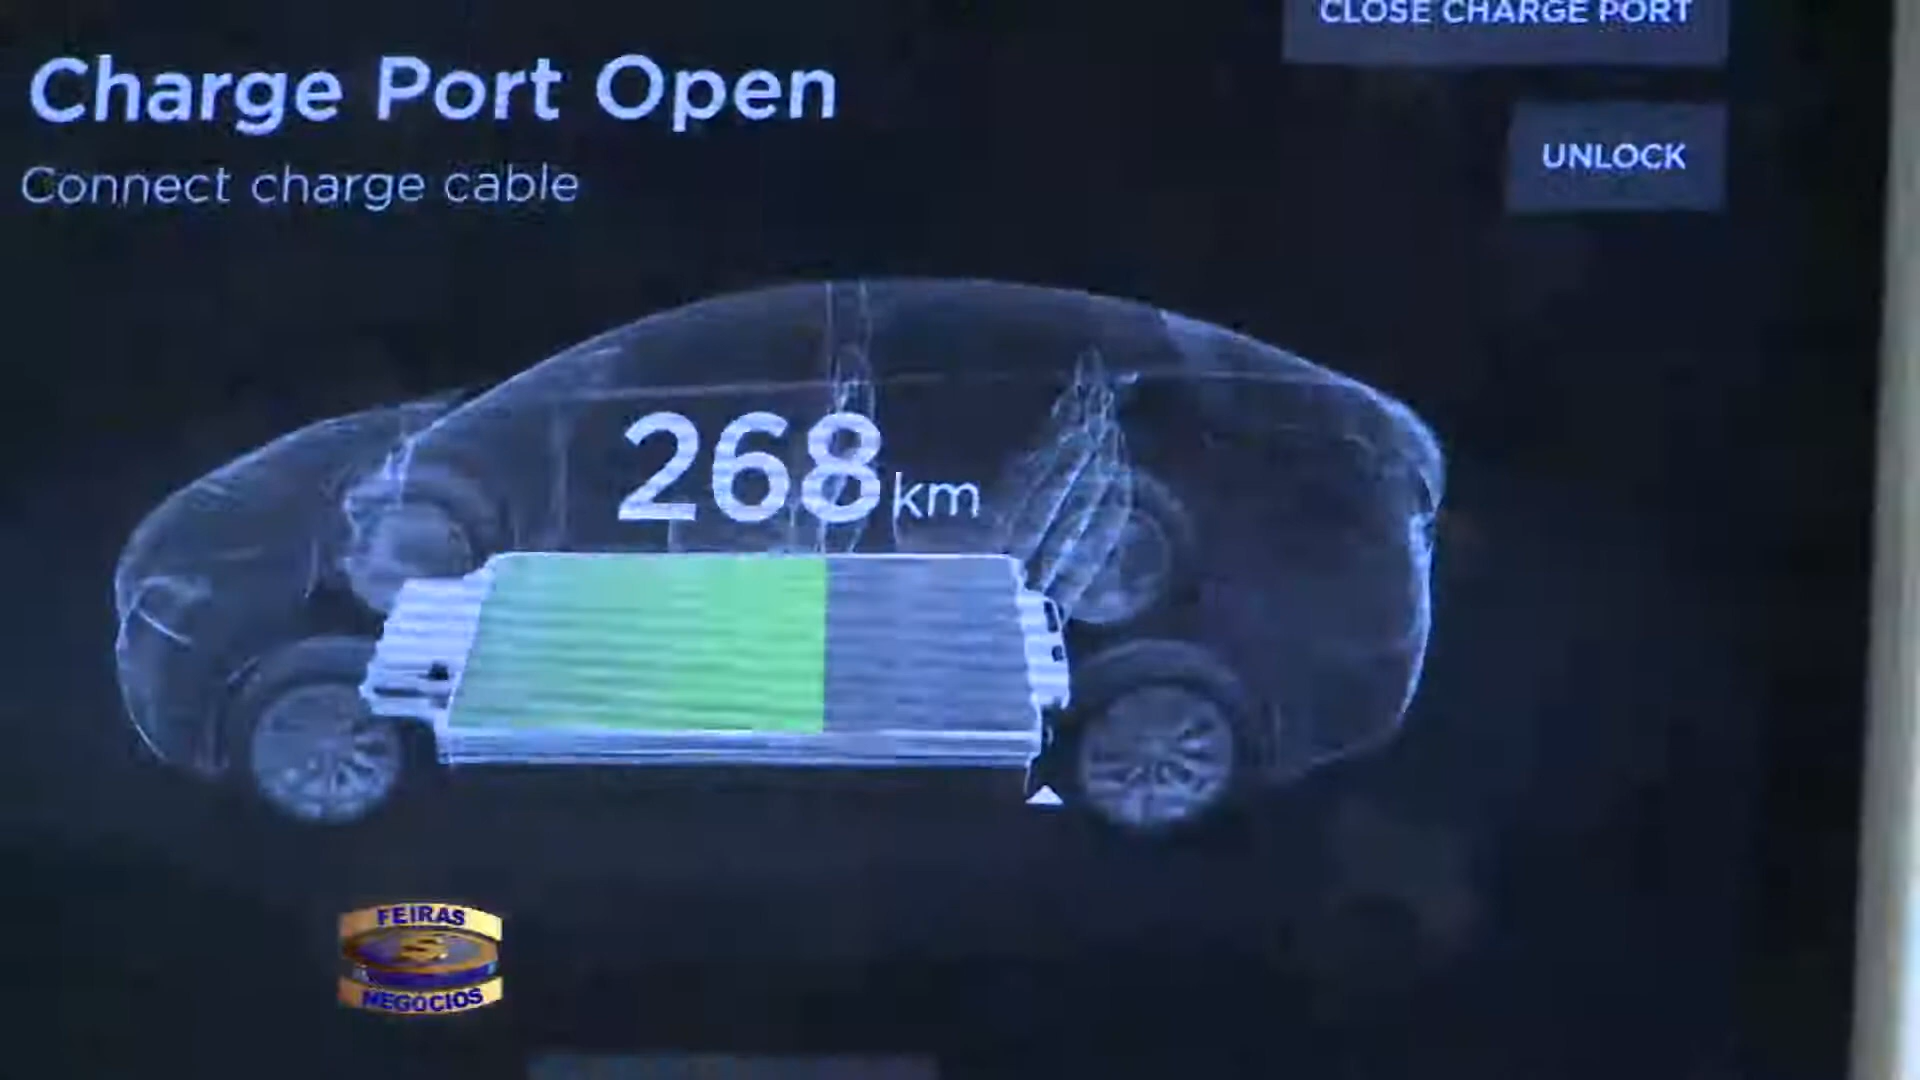 CLOSE CHARGE PORT
Charge Port Open
UNLOCK
Connect charge cable
268 km
FEIRAS
NEGÓCIOS